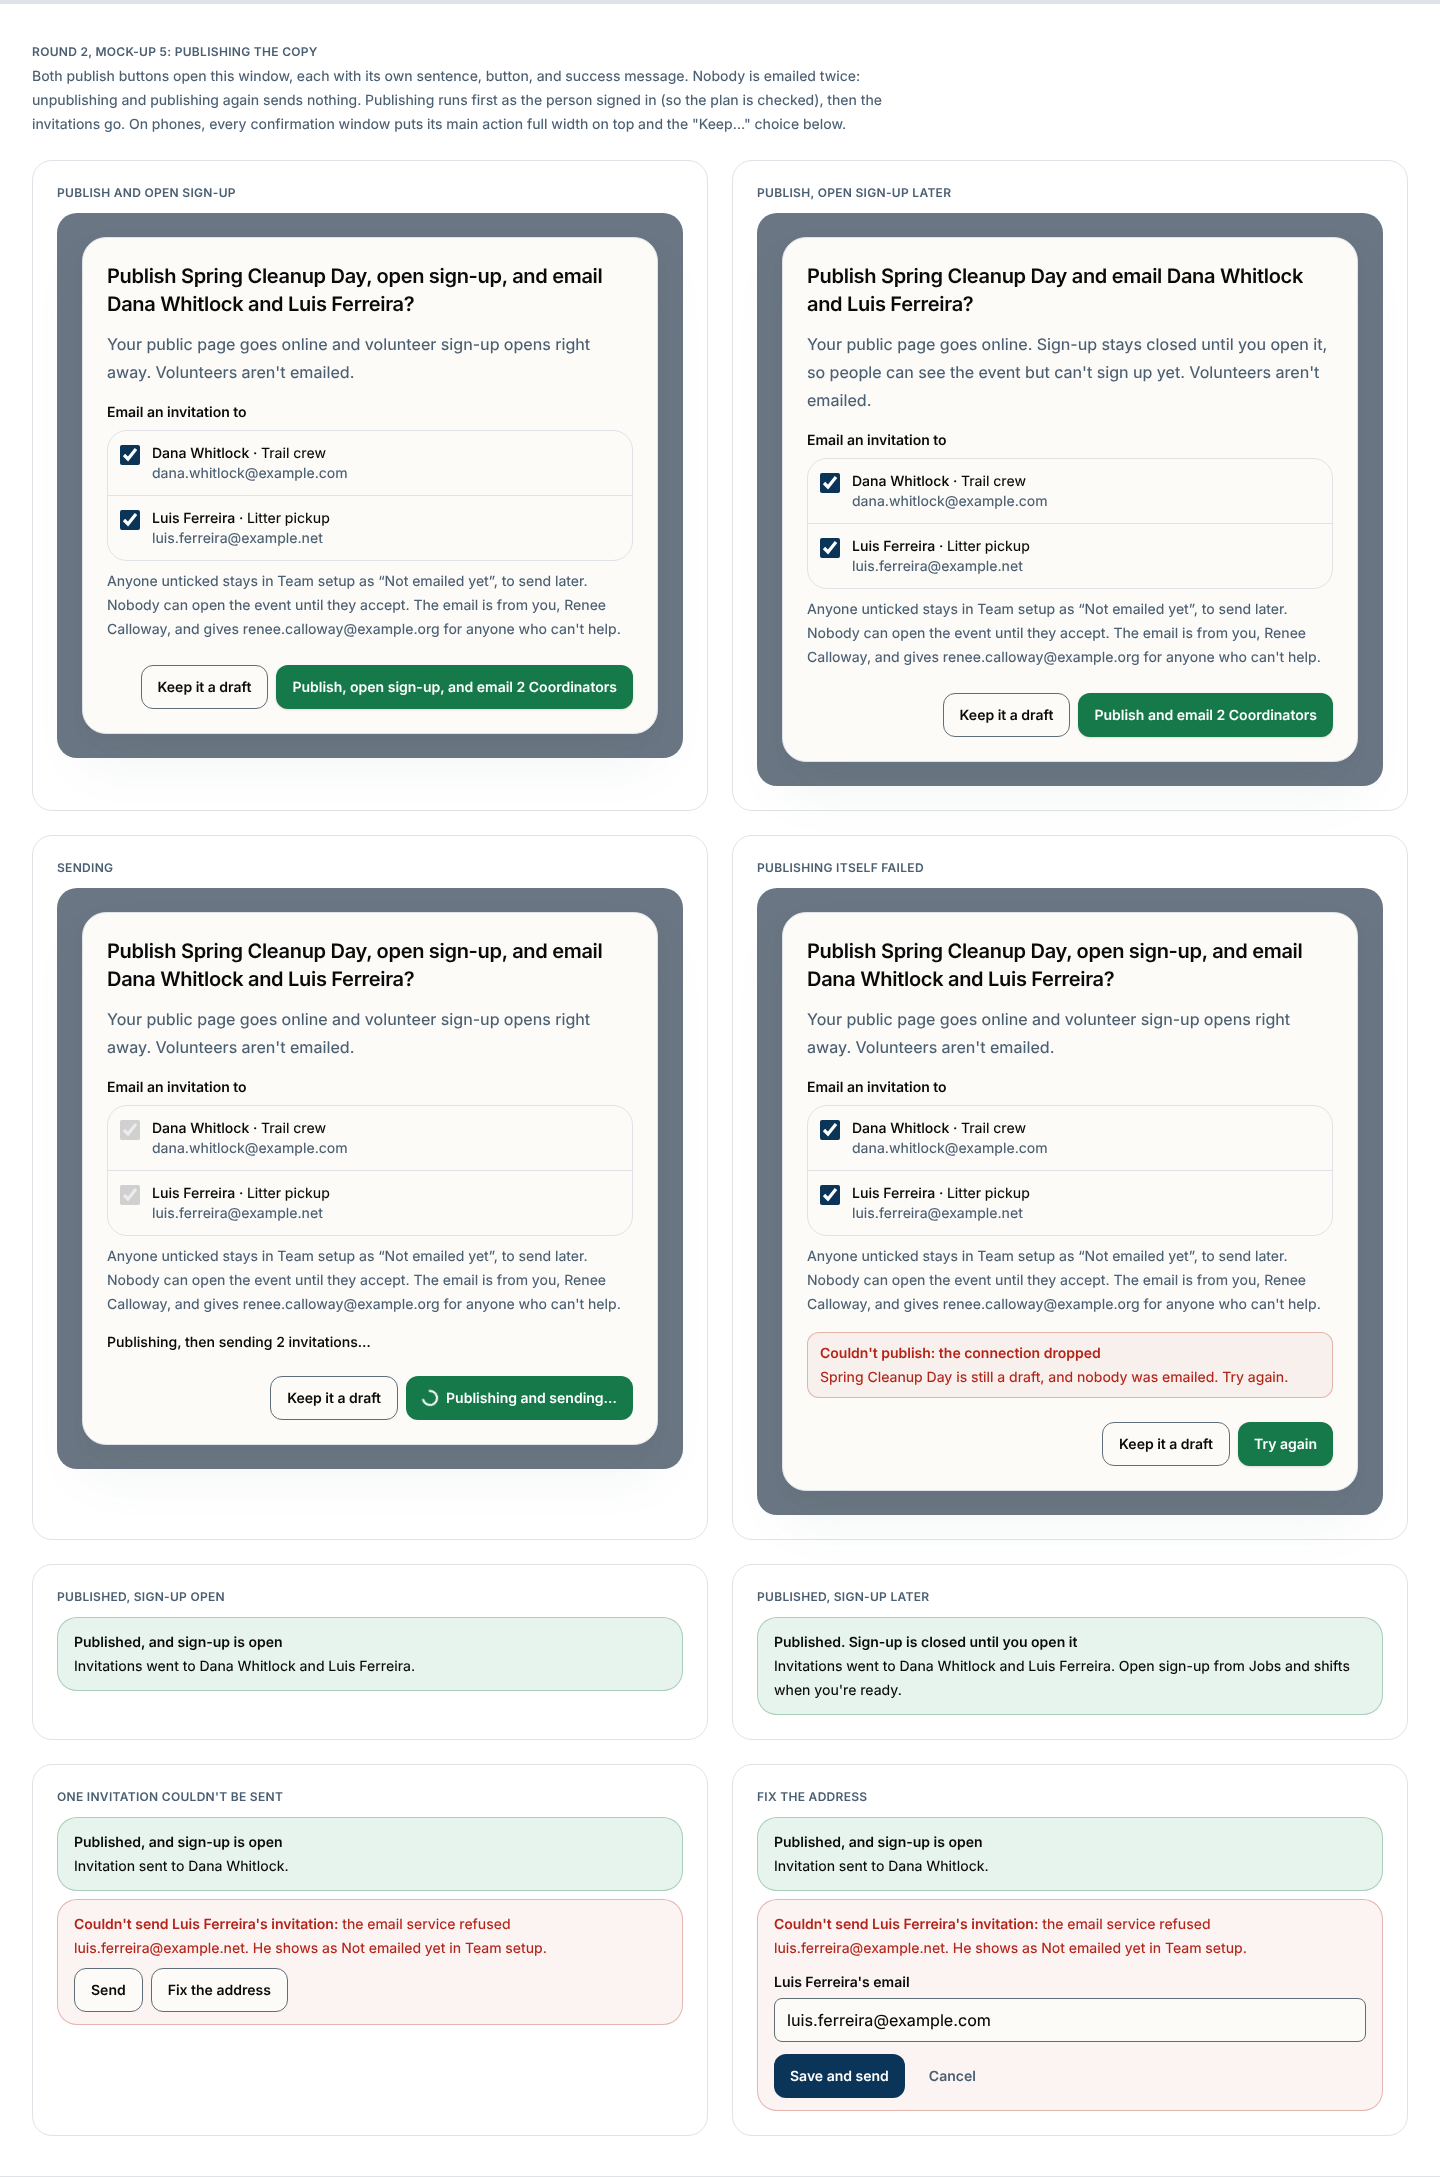 ROUND 2, MOCK-UP 5: PUBLISHING THE COPY
Both publish buttons open this window, each with its own sentence, button, and success message. Nobody is emailed twice:
unpublishing and publishing again sends nothing. Publishing runs first as the person signed in (so the plan is checked), then the
invitations go. On phones, every confirmation window puts its main action full width on top and the "Keep..." choice below.
PUBLISH AND OPEN SIGN-UP
Publish Spring Cleanup Day, open sign-up, and email
Dana Whitlock and Luis Ferreira?
Your public page goes online and volunteer sign-up opens right
away. Volunteers aren't emailed.
Email an invitation to
Dana Whitlock · Trail crew
dana.whitlock@example.com
Luis Ferreira · Litter pickup
luis.ferreira@example.net
Anyone unticked stays in Team setup as “Not emailed yet”, to send later.
Nobody can open the event until they accept. The email is from you, Renee
Calloway, and gives renee.calloway@example.org for anyone who can't help.
Keep it a draft
Publish, open sign-up, and email 2 Coordinators
PUBLISH, OPEN SIGN-UP LATER
Publish Spring Cleanup Day and email Dana Whitlock
and Luis Ferreira?
Your public page goes online. Sign-up stays closed until you open it,
so people can see the event but can't sign up yet. Volunteers aren't
emailed.
Email an invitation to
Dana Whitlock · Trail crew
dana.whitlock@example.com
Luis Ferreira · Litter pickup
luis.ferreira@example.net
Anyone unticked stays in Team setup as “Not emailed yet”, to send later.
Nobody can open the event until they accept. The email is from you, Renee
Calloway, and gives renee.calloway@example.org for anyone who can't help.
Keep it a draft
Publish and email 2 Coordinators
SENDING
Publish Spring Cleanup Day, open sign-up, and email
Dana Whitlock and Luis Ferreira?
Your public page goes online and volunteer sign-up opens right
away. Volunteers aren't emailed.
Email an invitation to
Dana Whitlock · Trail crew
dana.whitlock@example.com
Luis Ferreira · Litter pickup
luis.ferreira@example.net
Anyone unticked stays in Team setup as “Not emailed yet”, to send later.
Nobody can open the event until they accept. The email is from you, Renee
Calloway, and gives renee.calloway@example.org for anyone who can't help.
Publishing, then sending 2 invitations...
Keep it a draft
Publishing and sending...
PUBLISHING ITSELF FAILED
Publish Spring Cleanup Day, open sign-up, and email
Dana Whitlock and Luis Ferreira?
Your public page goes online and volunteer sign-up opens right
away. Volunteers aren't emailed.
Email an invitation to
Dana Whitlock · Trail crew
dana.whitlock@example.com
Luis Ferreira · Litter pickup
luis.ferreira@example.net
Anyone unticked stays in Team setup as “Not emailed yet”, to send later.
Nobody can open the event until they accept. The email is from you, Renee
Calloway, and gives renee.calloway@example.org for anyone who can't help.
Couldn't publish: the connection dropped
Spring Cleanup Day is still a draft, and nobody was emailed. Try again.
Keep it a draft
Try again
PUBLISHED, SIGN-UP OPEN
Published, and sign-up is open
Invitations went to Dana Whitlock and Luis Ferreira.
PUBLISHED, SIGN-UP LATER
Published. Sign-up is closed until you open it
Invitations went to Dana Whitlock and Luis Ferreira. Open sign-up from Jobs and shifts
when you're ready.
ONE INVITATION COULDN'T BE SENT
Published, and sign-up is open
Invitation sent to Dana Whitlock.
Couldn't send Luis Ferreira's invitation: the email service refused
luis.ferreira@example.net. He shows as Not emailed yet in Team setup.
Send
Fix the address
FIX THE ADDRESS
Published, and sign-up is open
Invitation sent to Dana Whitlock.
Couldn't send Luis Ferreira's invitation: the email service refused
luis.ferreira@example.net. He shows as Not emailed yet in Team setup.
Luis Ferreira's email
luis.ferreira@example.com
Save and send
Cancel